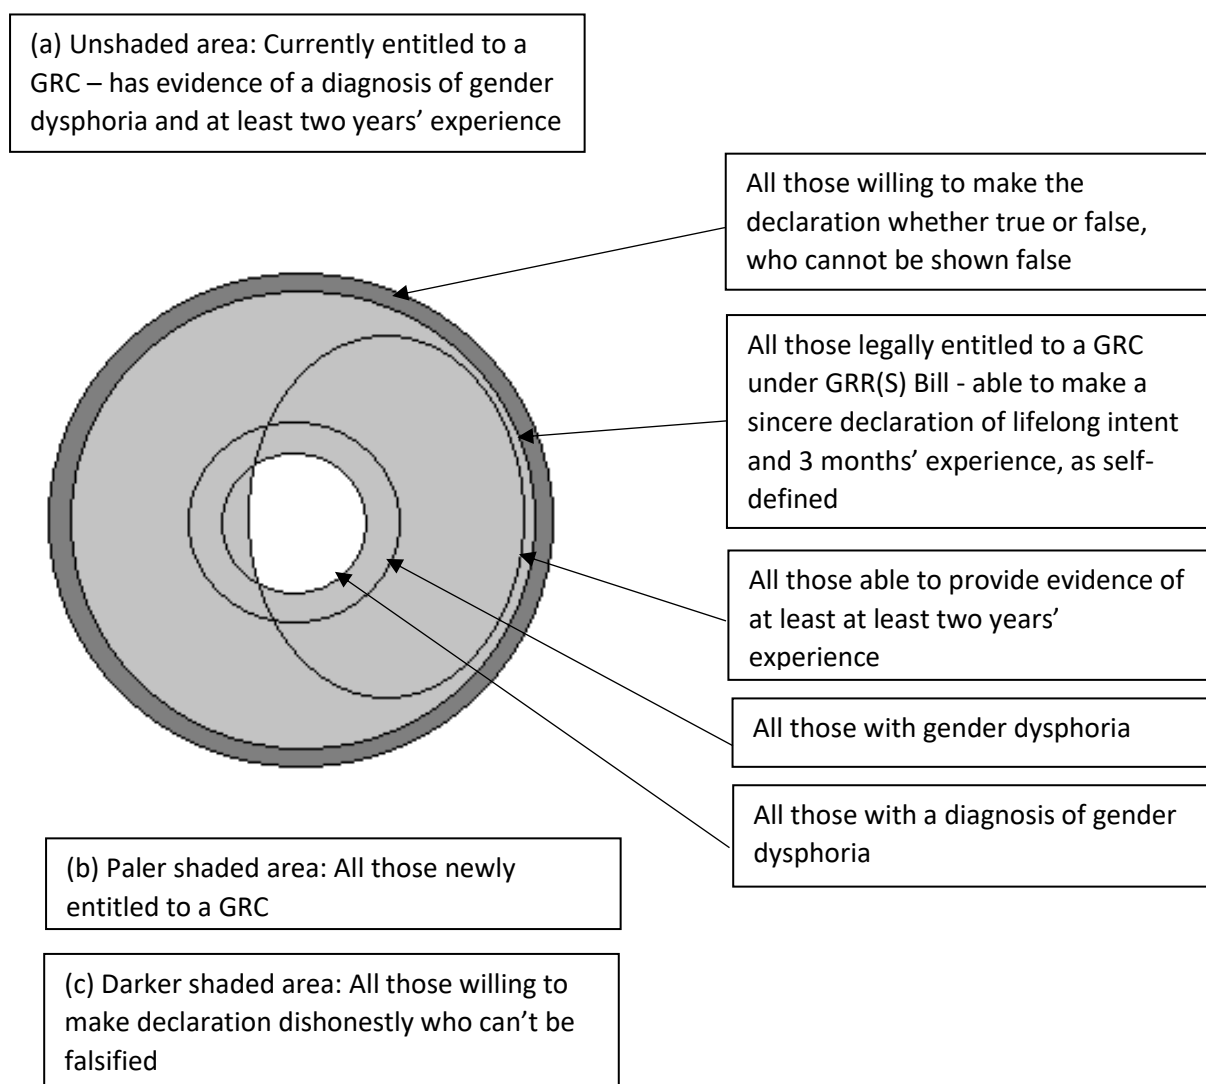 (a) Unshaded area: Currently entitled to a
GRC – has evidence of a diagnosis of gender
dysphoria and at least two years’ experience
All those willing to make the
declaration whether true or false,
who cannot be shown false
All those legally entitled to a GRC
under GRR(S) Bill - able to make a
sincere declaration of lifelong intent
and 3 months’ experience, as self-
defined
All those able to provide evidence of
at least at least two years’
experience
All those with gender dysphoria
All those with a diagnosis of gender
dysphoria
(b) Paler shaded area: All those newly
entitled to a GRC
(c) Darker shaded area: All those willing to
make declaration dishonestly who can’t be
falsified